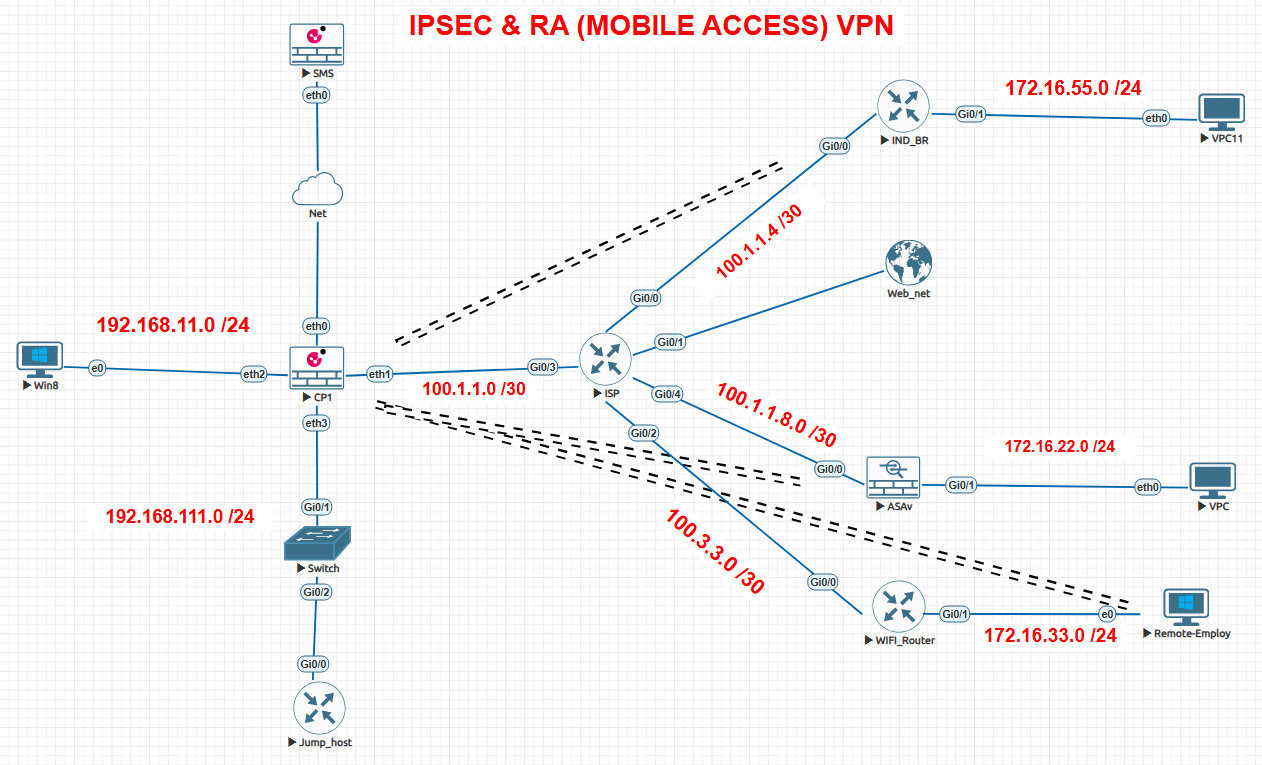 IPSEC & RA (MOBILE ACCESS) VPN
SMS
eth0
Net
eth0
192.168.11.0 /24
Win8
e0
eth2
CP1
eth1
100.1.1.0 /30
Gi0/3
ISP
eth3
Gi0/1
192.168.111.0 /24
Switch
Gi0/2
Gi0/0
Jump_host
Gi0/0
100.1.1.4 /30
Gi0/0
IND_BR
Gi0/1
172.16.55.0 /24
eth0
VPC11
Gi0/1
Web_net
Gi0/4
100.1.1.8.0 /30
Gi0/0
ASAv
Gi0/1
172.16.22.0 /24
eth0
VPC
Gi0/2
100.3.3.0 /30
Gi0/0
WIFI_Router
Gi0/1
172.16.33.0 /24
e0
Remote-Employ